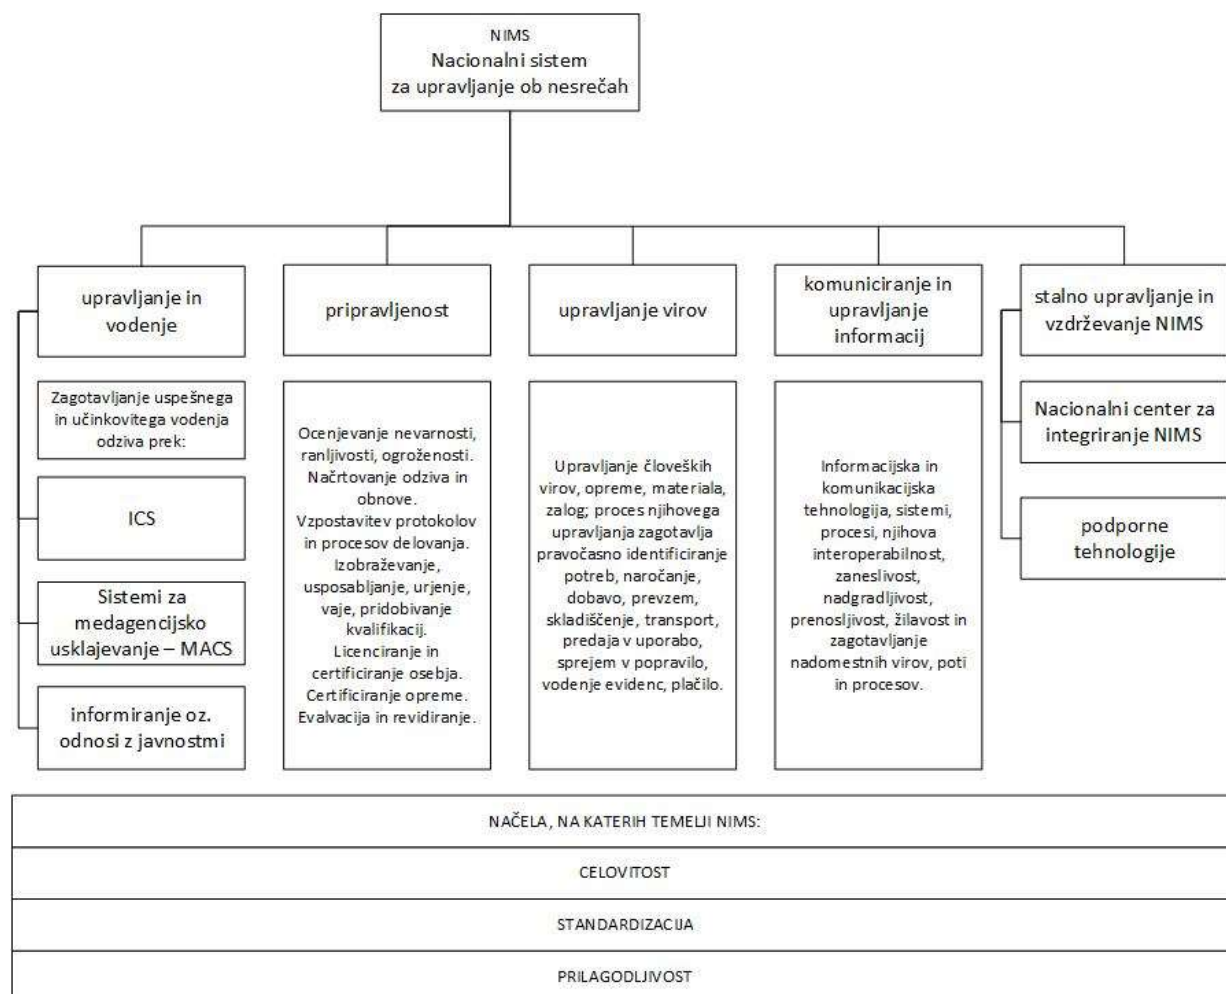 NIMS
Nacionalni sistem
za upravljanje ob nesrečah
upravljanje in
vodenje
Zagotavljanje uspešnega
in učinkovitega vodenja
odziva prek:
ICS
Sistemi za
medagencijsko
usklajevanje – MACS
informiranje oz.
odnosi z javnostmi
pripravljenost
Ocenjevanje nevarnosti,
ranljivosti, ogroženosti.
Načrtovanje odziva in
obnove.
Vzpostavitev protokolov
in procesov delovanja.
Izobraževanje,
usposabljanje, urjenje,
vaje, pridobivanje
kvalifikacij.
Licenciranje in
certificiranje osebja.
Certificiranje opreme.
Evalvacija in revidiranje.
upravljanje virov
Upravljanje človeških
virov, opreme, materiala,
zalog; proces njihovega
upravljanja zagotavlja
pravočasno identificiranje
potreb, naročanje,
dobavo, prevzem,
skladiščenje, transport,
predaja v uporabo,
sprejem v popravilo,
vodenje evidenc, plačilo.
komuniciranje in
upravljanje
informacij
Informacijska in
komunikacijska
tehnologija, sistemi,
procesi, njihova
interoperabilnost,
zaneslivost,
nadgradljivost,
prenosljivost, žilavost in
zagotavljanje
nadomestnih virov, poti
in procesov.
stalno upravljanje in
vzdrževanje NIMS
Nacionalni center za
integriranje NIMS
podporne
tehnologije
NAČELA, NA KATERIH TEMELJI NIMS:
CELOVITOST
STANDARDIZACIJA
PRILAGODLJIVOST